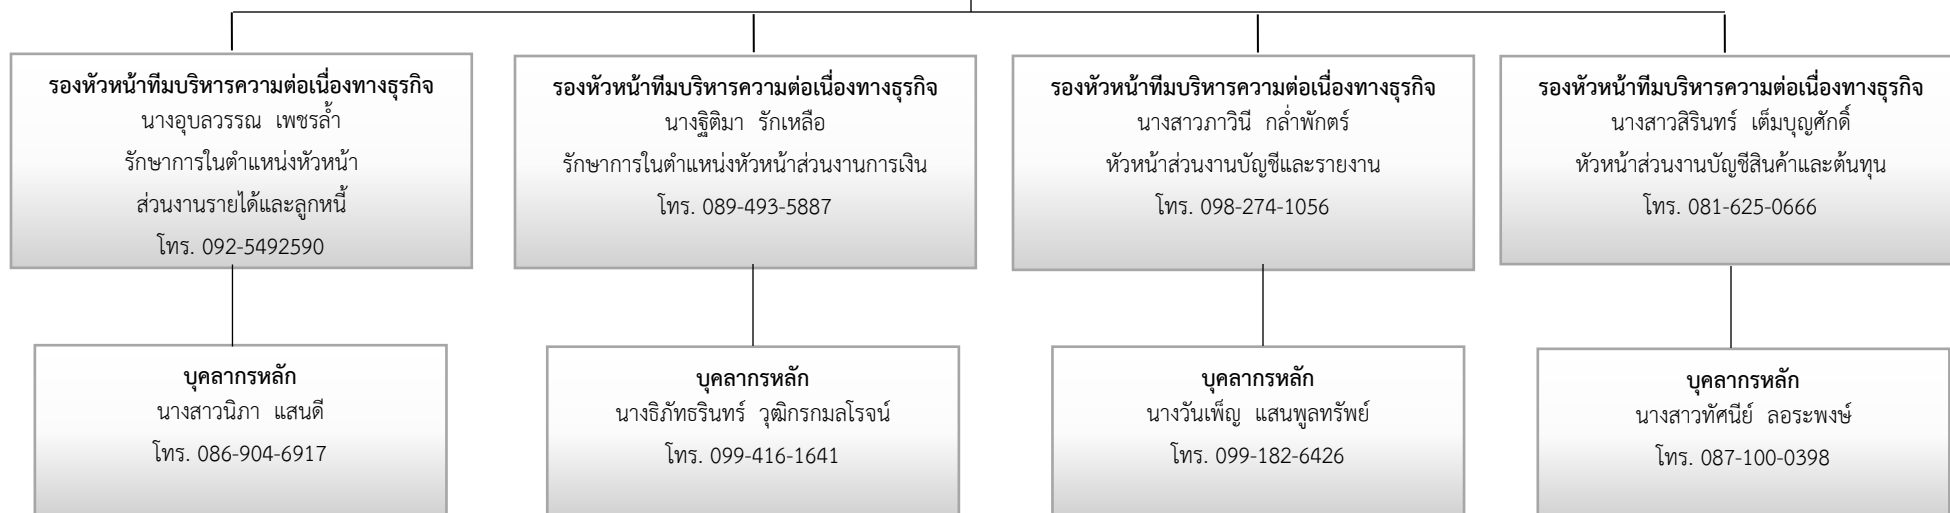 รองหัวหน้าทีมบริหารความต่อเนื่องทางธุรกิจ
นางอุบลวรรณ เพชรล้ำ
รักษาการในตำแหน่งหัวหน้า
ส่วนงานรายได้และลูกหนี้
โทร. 092-5492590
รองหัวหน้าทีมบริหารความต่อเนื่องทางธุรกิจ
นางฐิติมา รักเหลือ
รักษาการในตำแหน่งหัวหน้าส่วนงานการเงิน
โทร. 089-493-5887
รองหัวหน้าทีมบริหารความต่อเนื่องทางธุรกิจ
นางสาวภาวินี กล่ำพักตร์
หัวหน้าส่วนงานบัญชีและรายงาน
โทร. 098-274-1056
รองหัวหน้าทีมบริหารความต่อเนื่องทางธุรกิจ
นางสาวสิรินทร์ เต็มบุญศักดิ์
หัวหน้าส่วนงานบัญชีสินค้าและต้นทุน
โทร. 081-625-0666
บุคลากรหลัก
นางสาวนิภา แสนดี
โทร. 086-904-6917
บุคลากรหลัก
นางธิภัทธรินทร์ วุฒิกรกมลโรจน์
โทร. 099-416-1641
บุคลากรหลัก
นางวันเพ็ญ แสนพูลทรัพย์
โทร. 099-182-6426
บุคลากรหลัก
นางสาวทัศนีย์ ลอระพงษ์
โทร. 087-100-0398